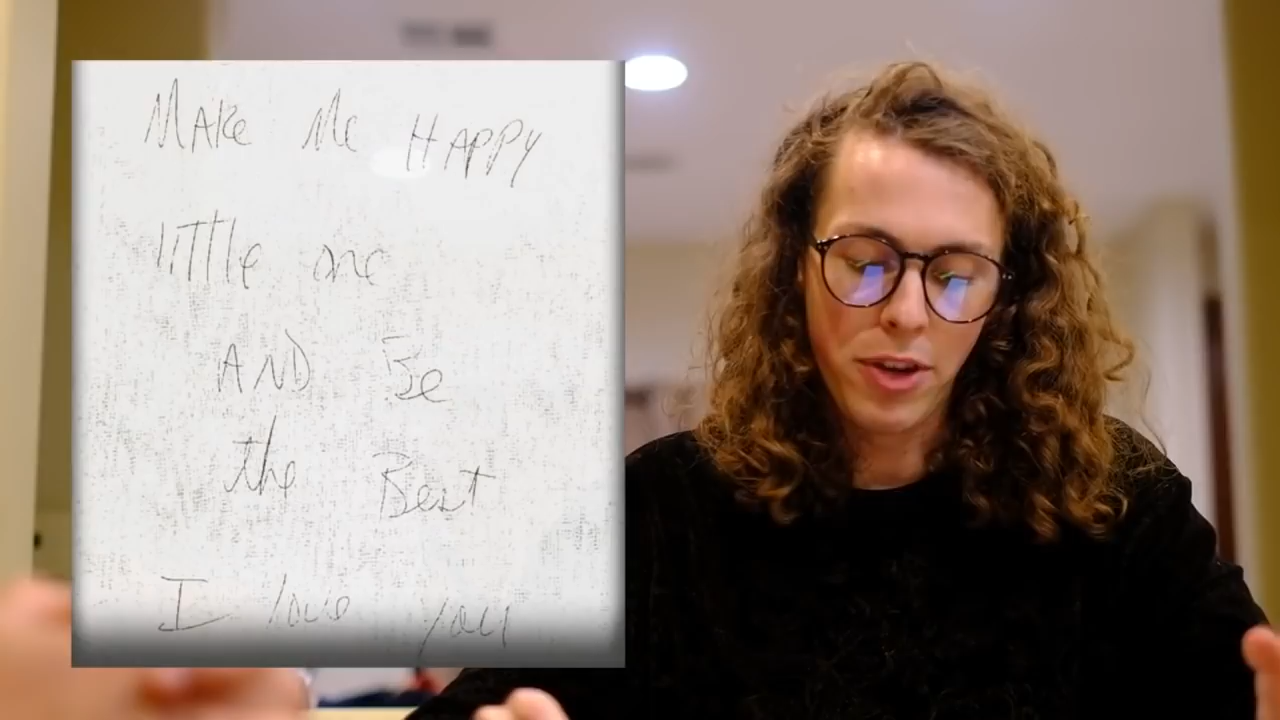 MAKe Me HAPPY
little one
AND Be
the Best
I love you